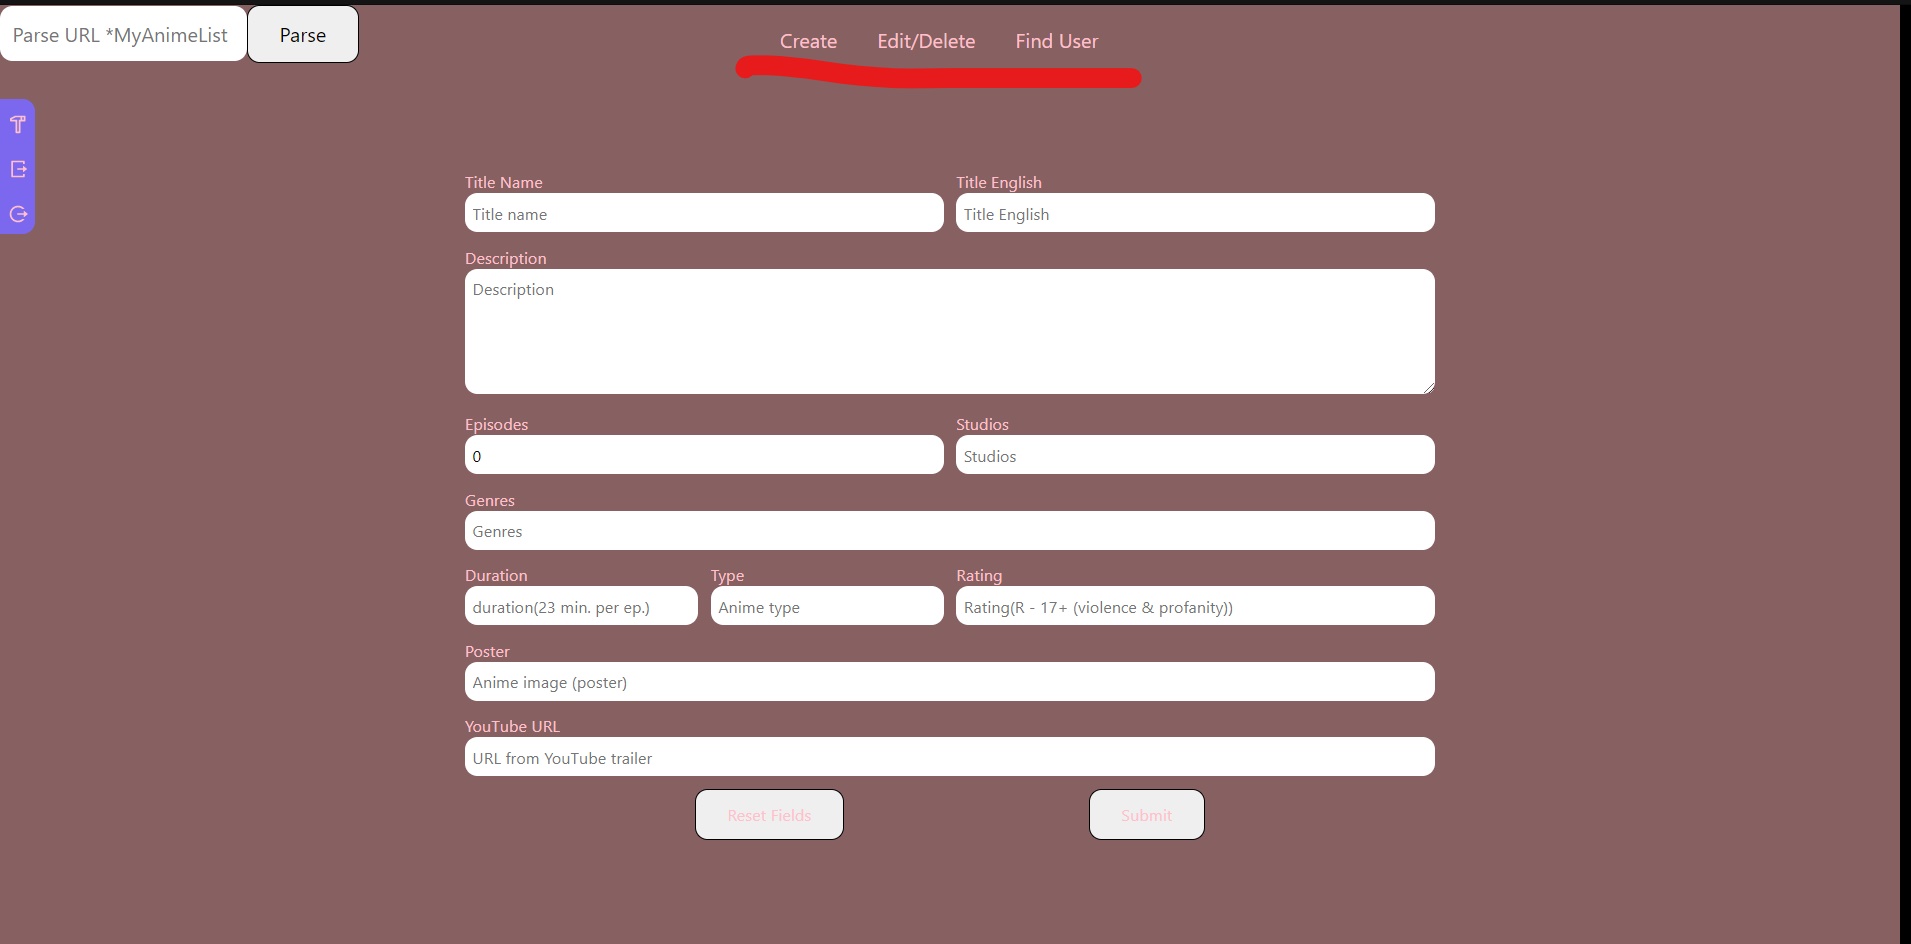 Parse URL *MyAnimeList Parse
Create Edit/Delete Find User
Title Name Title English
Title name Title English
Description
Description
Episodes Studios
0 Studios
Genres
Genres
Duration Type Rating
duration(23 min. per ep.) Anime type Rating(R - 17+ (violence & profanity))
Poster
Anime image (poster)
YouTube URL
URL from YouTube trailer
Reset Fields Submit